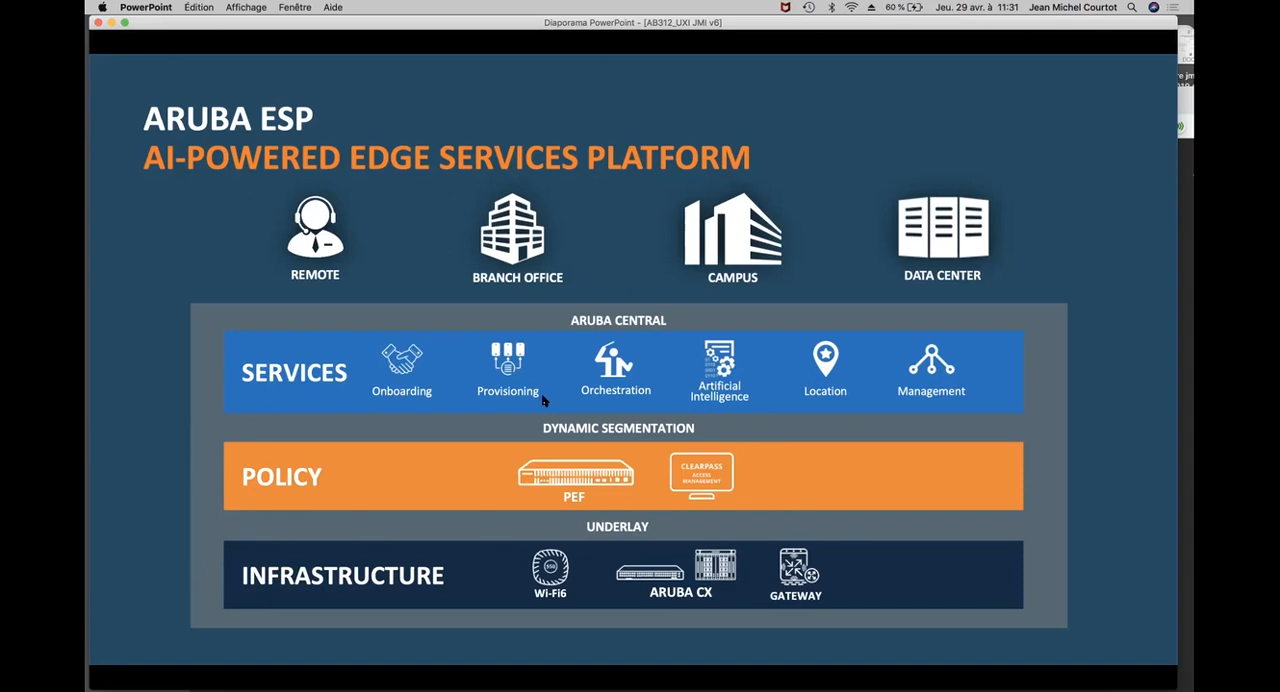 PowerPoint Édition Affichage Fenêtre Aide 60 % Jeu. 29 avr. à 11:31 Jean Michel Courtot
Diaporama PowerPoint - [AB312_UXI JMI v6]
ARUBA ESP
AI-POWERED EDGE SERVICES PLATFORM
REMOTE BRANCH OFFICE CAMPUS DATA CENTER
ARUBA CENTRAL
SERVICES
Onboarding Provisioning Orchestration Artificial Intelligence Location Management
DYNAMIC SEGMENTATION
POLICY
PEF
CLEARPASS
ACCESS
MANAGEMENT
UNDERLAY
INFRASTRUCTURE
550
Wi-Fi6 ARUBA CX GATEWAY